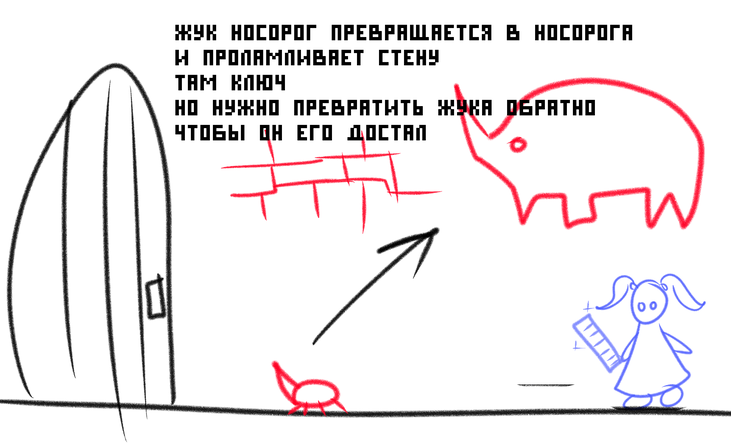 ЖУК НОСОРОГ ПРЕВРАЩАЕТСЯ В НОСОРОГА
И ПРОЛАМЛИВАЕТ СТЕНУ
ТАМ КЛЮЧ
НО НУЖНО ПРЕВРАТИТЬ ЖУКА ОБРАТНО
ЧТОБЫ ОН ЕГО ДОСТАЛ